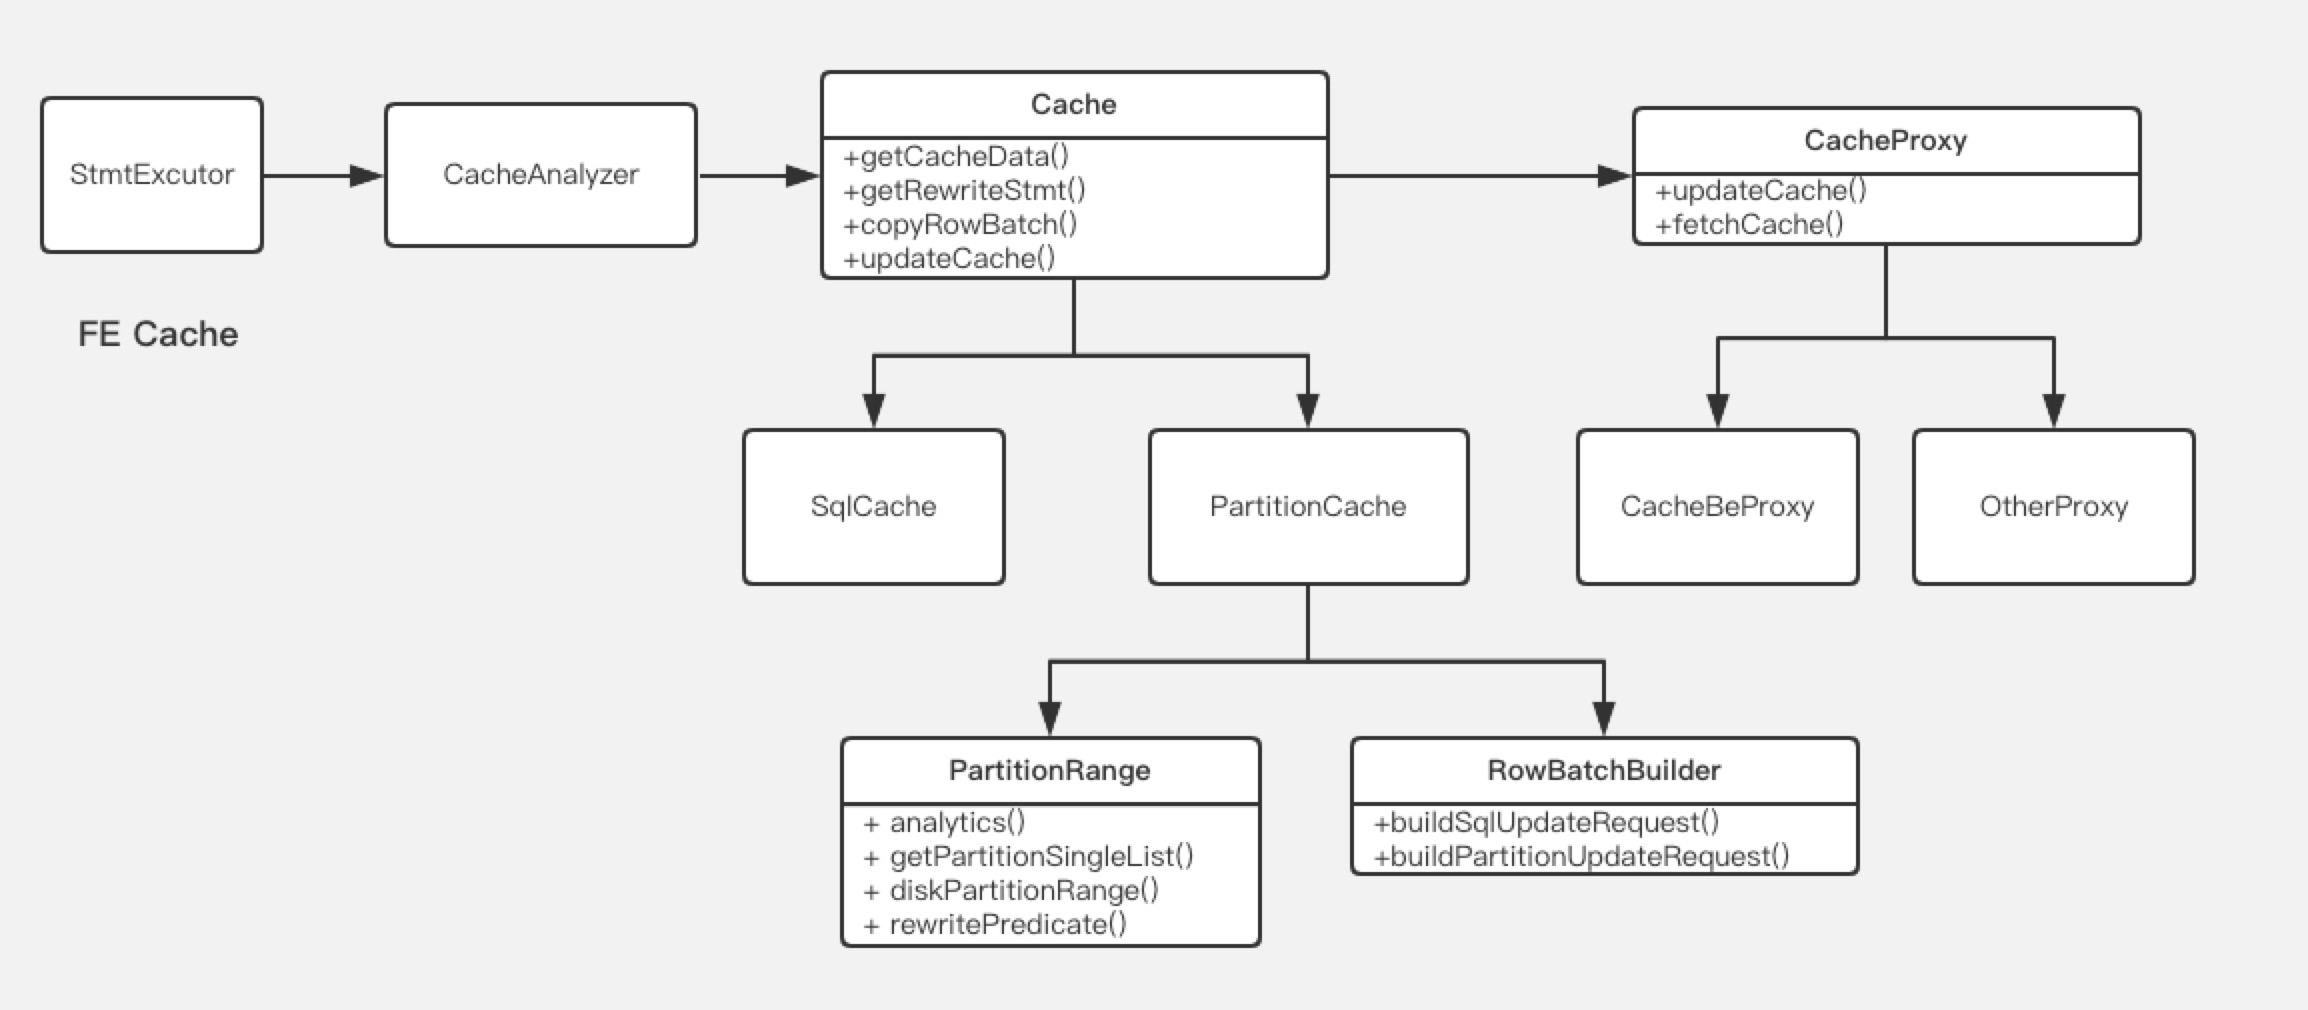 StmtExcutor
CacheAnalyzer
Cache
+getCacheData()
+getRewriteStmt()
+copyRowBatch()
+updateCache()
CacheProxy
+updateCache()
+fetchCache()
FE Cache
SqlCache
PartitionCache
CacheBeProxy
OtherProxy
PartitionRange
+ analytics()
+ getPartitionSingleList()
+ diskPartitionRange()
+ rewritePredicate()
RowBatchBuilder
+buildSqlUpdateRequest()
+buildPartitionUpdateRequest()